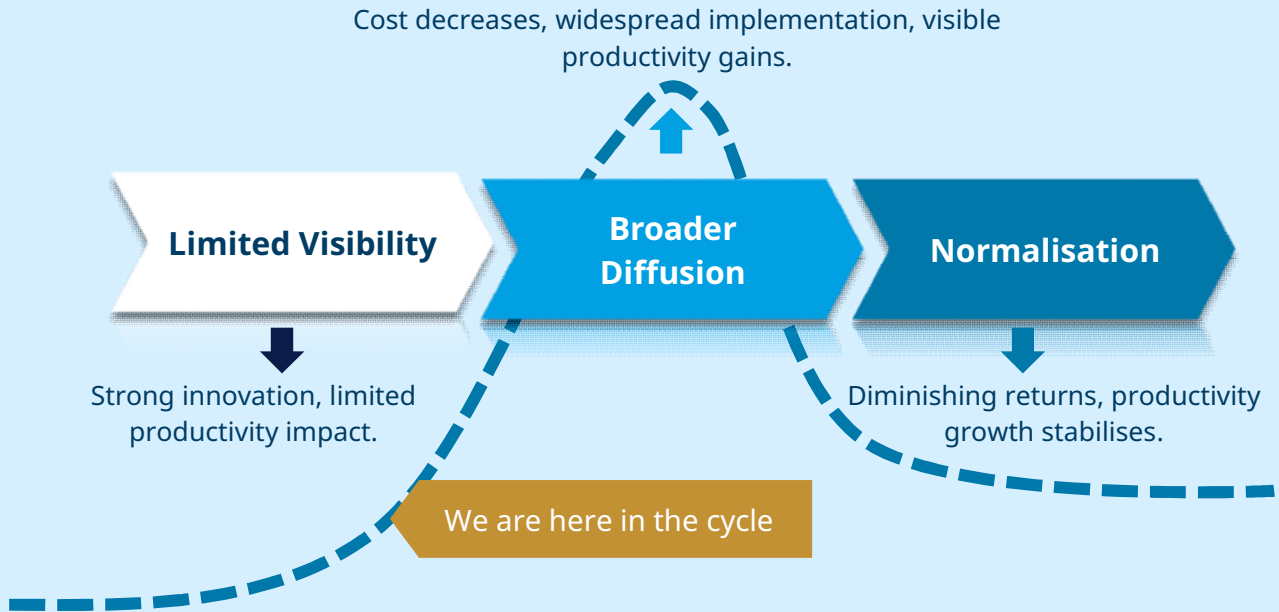 Cost decreases, widespread implementation, visible
productivity gains.
Limited Visibility
Broader
Diffusion
Normalisation
Strong innovation, limited
productivity impact.
Diminishing returns, productivity
growth stabilises.
We are here in the cycle